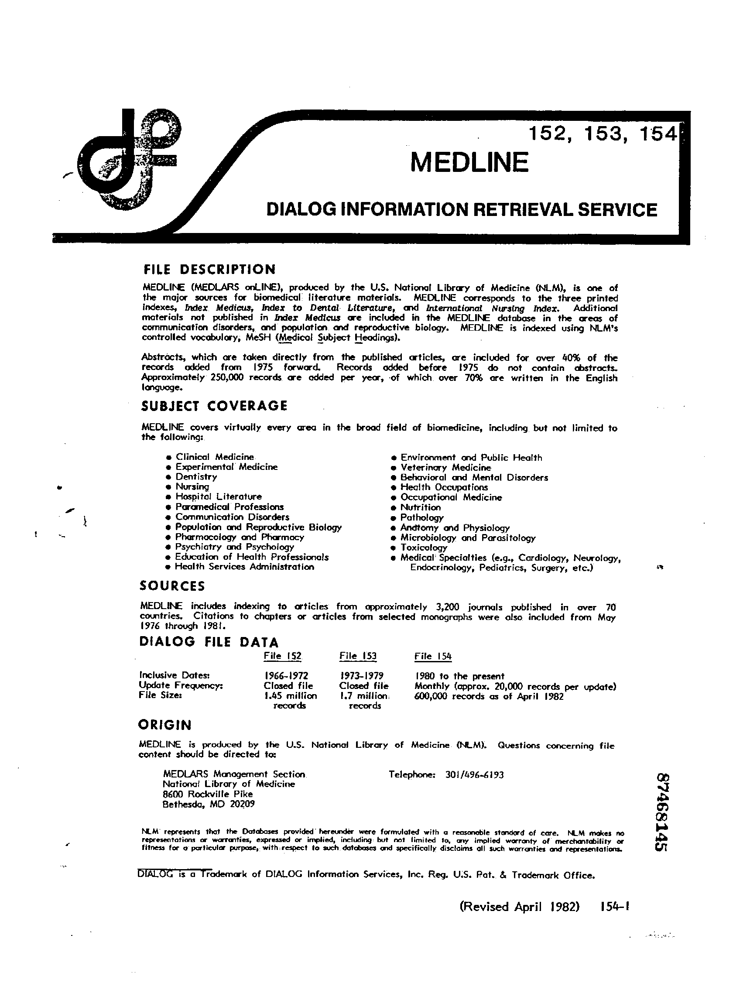 152, 153, 154
MEDLINE
DIALOG INFORMATION RETRIEVAL SERVICE
FILE DESCRIPTION
MEDLINE (MEDLARS onLINE), produced by the U.S. National Library of Medicine (NLM), is one of
the major sources for biomedical literature materials. MEDLINE corresponds to the three printed
indexes, Index Medicus, Index to Dental Literature, and International Nursing Index. Additional
materials not published in Index Medicus are included in the MEDLINE database in the areas of
communication disorders, and population and reproductive biology. MEDLINE is indexed using NLM's
controlled vocabulary, MeSH (Medical Subject Headings).
Abstracts, which are taken directly from the published articles, are included for over 40% of the
records added from 1975 forward. Records added before 1975 do not contain abstracts.
Approximately 250,000 records are added per year, of which over 70% are written in the English
language.
SUBJECT COVERAGE
MEDLINE covers virtually every area in the broad field of biomedicine, including but not limited to
the following:
● Clinical Medicine
● Experimental Medicine
● Dentistry
● Nursing
● Hospital Literature
● Paramedical Professions
● Communication Disorders
● Population and Reproductive Biology
● Pharmacology and Pharmacy
● Psychiatry and Psychology
● Education of Health Professionals
● Health Services Administration
● Environment and Public Health
● Veterinary Medicine
● Behavioral and Mental Disorders
● Health Occupations
● Occupational Medicine
● Nutrition
● Pathology
● Anatomy and Physiology
● Microbiology and Parasitology
● Toxicology
● Medical Specialties (e.g., Cardiology, Neurology,
Endocrinology, Pediatrics, Surgery, etc.)
SOURCES
MEDLINE includes indexing to articles from approximately 3,200 journals published in over 70
countries. Citations to chapters or articles from selected monographs were also included from May
1976 through 1981.
DIALOG FILE DATA
File 152 File 153 File 154
Inclusive Dates: 1966-1972 1973-1979 1980 to the present
Update Frequency: Closed file Closed file Monthly (approx. 20,000 records per update)
File Size: 1.45 million 1.7 million 600,000 records as of April 1982
records records
ORIGIN
MEDLINE is produced by the U.S. National Library of Medicine (NLM). Questions concerning file
content should be directed to:
MEDLARS Management Section Telephone: 301/496-6193
National Library of Medicine
8600 Rockville Pike
Bethesda, MD 20209
NLM represents that the Databases provided hereunder were formulated with a reasonable standard of care. NLM makes no
representations or warranties, expressed or implied, including but not limited to, any implied warranty of merchantability or
fitness for a particular purpose, with respect to such databases and specifically disclaims all such warranties and representations.
DIALOG is a Trademark of DIALOG Information Services, Inc. Reg. U.S. Pat. & Trademark Office.
(Revised April 1982) 154-1
87468145